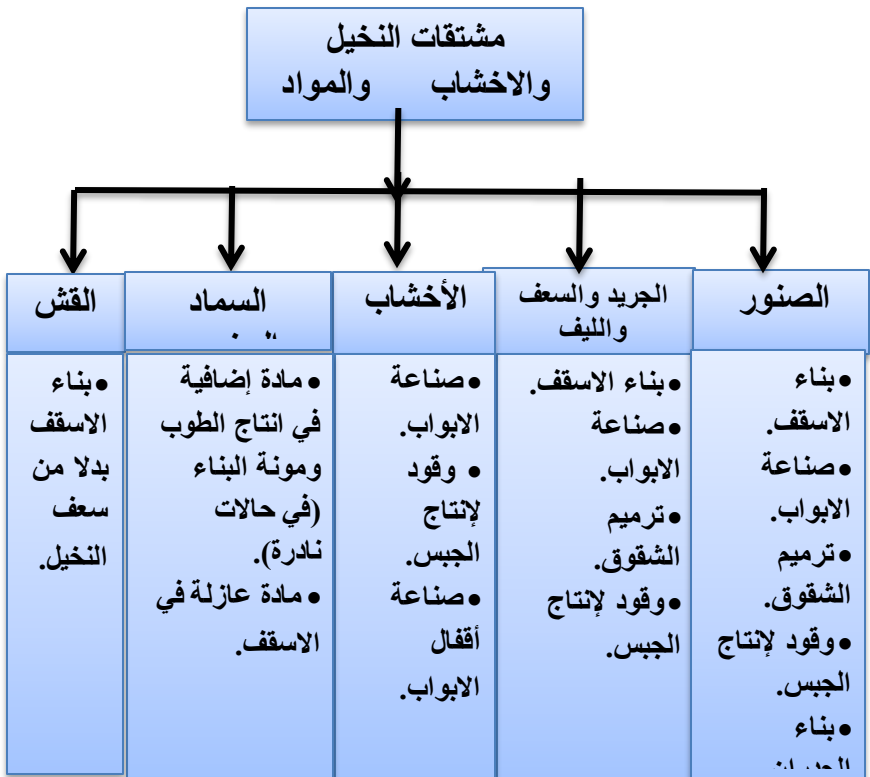 مشتقات النخيل
والاخشاب والمواد
الصنور
الجريد والسعف
والليف
الأخشاب
السماد
القش
•بناء
الاسقف.
•صناعة
الابواب.
•ترميم
الشقوق.
•وقود لإنتاج
الجبس.
•بناء
•بناء الاسقف.
•صناعة
الابواب.
•ترميم
الشقوق.
•وقود لإنتاج
الجبس.
•صناعة
الابواب.
• وقود
لإنتاج
الجبس.
•صناعة
أقفال
الابواب.
• مادة إضافية
في انتاج الطوب
ومونة البناء
(في حالات
نادرة).
• مادة عازلة في
الاسقف.
•بناء
الاسقف
بدلا من
سعف
النخيل.